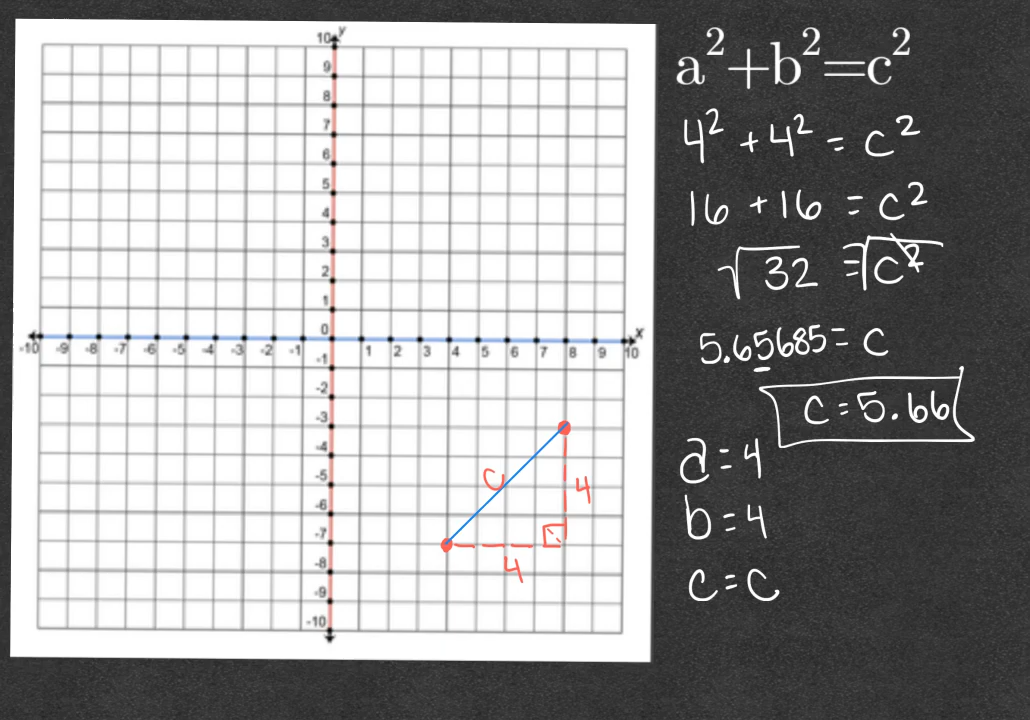 y
10
9
8
7
6
5
4
3
2
1
0
-10 -9 -8 -7 -6 -5 -4 -3 -2 -1 1 2 3 4 5 6 7 8 9 10 x
-1
-2
-3
-4
-5
-6
-7
-8
-9
-10
c
4
4
a²+b²=c²
4² + 4² = c²
16 + 16 = c²
√32 = √c²
5.65685 = c
c = 5.66
a = 4
b = 4
c = c